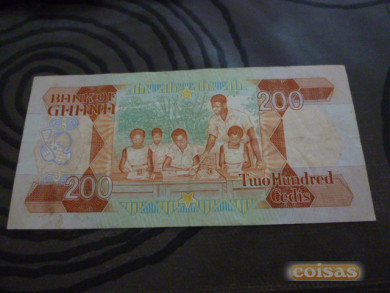 BANK OF
GHANA
200
200
Two Hundred
Cedis
coisas